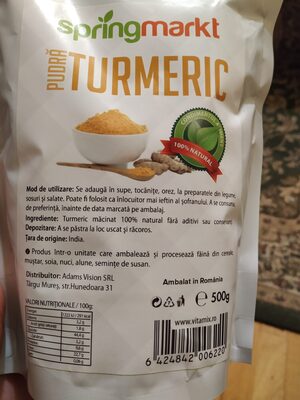 springmarkt
PUDRĂ
TURMERIC
100% NATURAL
Mod de utilizare: Se adaugă în supe, tocănițe, orez, la preparatele din legume,
sosuri și salate. Poate fi folosit ca înlocuitor mai ieftin al șofranului. A se consuma
de preferință, înainte de data marcată pe ambalaj.
Ingrediente: Turmeric măcinat 100% natural fără aditivi sau conservanți.
Depozitare: A se păstra la loc uscat și răcoros.
Țara de origine: India.
Produs într-o unitate care ambalează și procesează făină din cereale,
muștar, soia, nuci, alune, semințe de susan.
Distribuitor: Adams Vision SRL
Târgu Mureș, str.Hunedoara 31
Ambalat în România
VALORI NUTRIȚIONALE / 100g:
500g
www.vitamix.ro
6 424842 006220